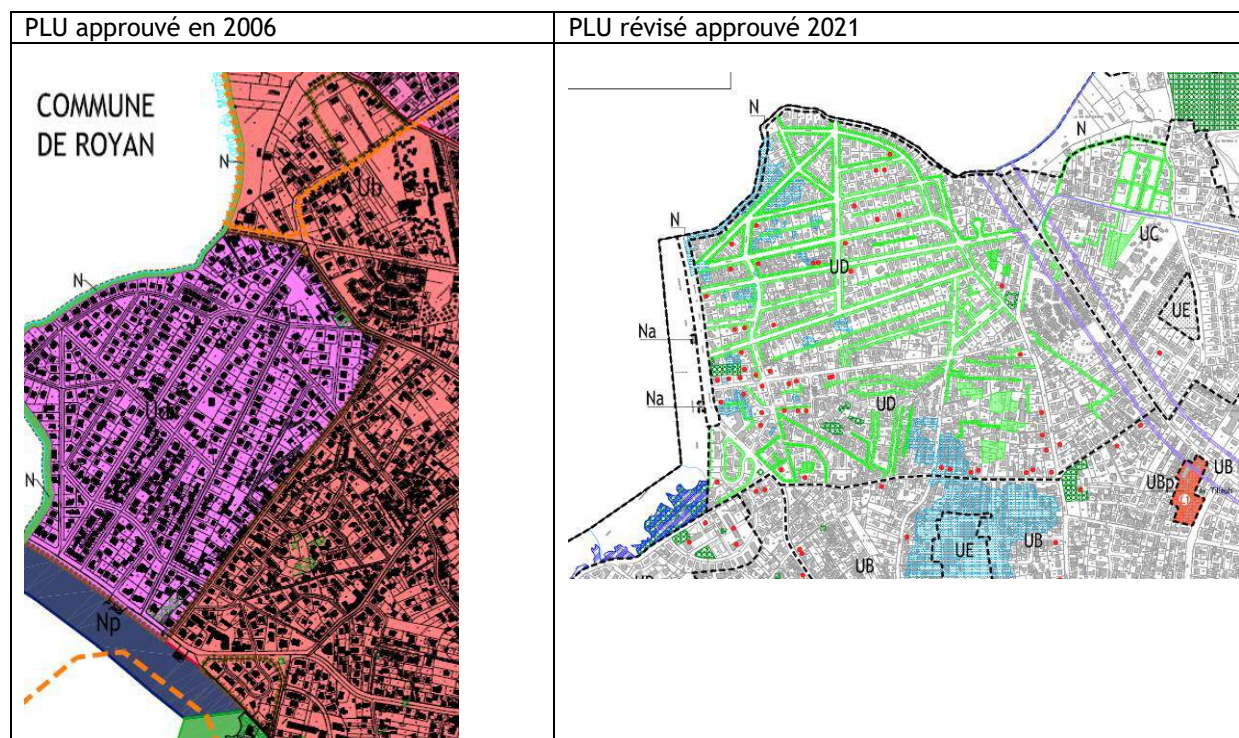 PLU approuvé en 2006
PLU révisé approuvé 2021
COMMUNE
DE ROYAN
N
Ub
N
N
Np
N
N
N
UC
UD
UE
Na
Na
UD
UB
UBp
UE
UB
UB